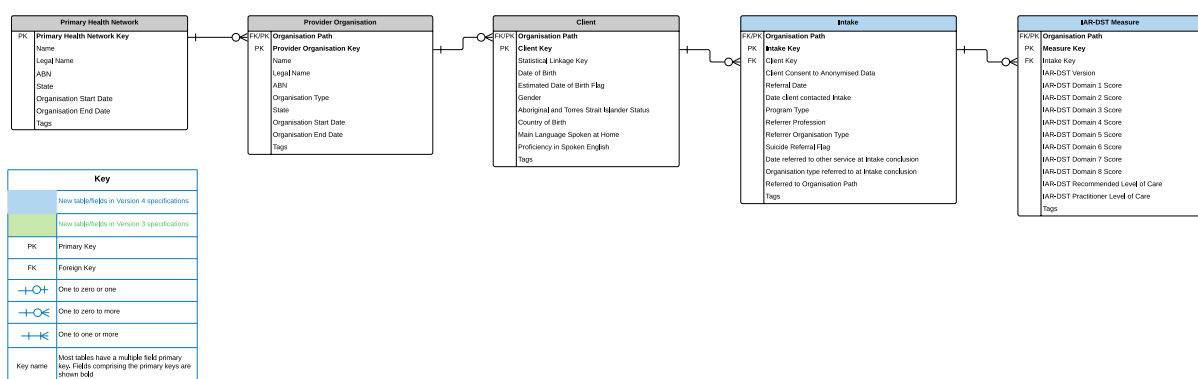 Primary Health Network
PK Primary Health Network Key
Name
Legal Name
ABN
State
Organisation Start Date
Organisation End Date
Tags
Provider Organisation
FK/PK Organisation Path
PK Provider Organisation Key
Name
Legal Name
ABN
Organisation Type
State
Organisation Start Date
Organisation End Date
Tags
Client
FK/PK Organisation Path
PK Client Key
Statistical Linkage Key
Date of Birth
Estimated Date of Birth Flag
Gender
Aboriginal and Torres Strait Islander Status
Country of Birth
Main Language Spoken at Home
Proficiency in Spoken English
Tags
Intake
FK/PK Organisation Path
PK Intake Key
FK Client Key
Client Consent to Anonymised Data
Referral Date
Date client contacted Intake
Program Type
Referrer Profession
Referrer Organisation Type
Suicide Referral Flag
Date referred to other service at Intake conclusion
Organisation type referred to at Intake conclusion
Referred to Organisation Path
Tags
IAR-DST Measure
FK/PK Organisation Path
PK Measure Key
FK Intake Key
IAR-DST Version
IAR-DST Domain 1 Score
IAR-DST Domain 2 Score
IAR-DST Domain 3 Score
IAR-DST Domain 4 Score
IAR-DST Domain 5 Score
IAR-DST Domain 6 Score
IAR-DST Domain 7 Score
IAR-DST Domain 8 Score
IAR-DST Recommended Level of Care
IAR-DST Practitioner Level of Care
Tags
Key
New table/fields in Version 4 specifications
New table/fields in Version 3 specifications
PK Primary Key
FK Foreign Key
One to zero or one
One to zero to more
One to one or more
Key name Most tables have a multiple field primary
key. Fields comprising the primary keys are
shown bold